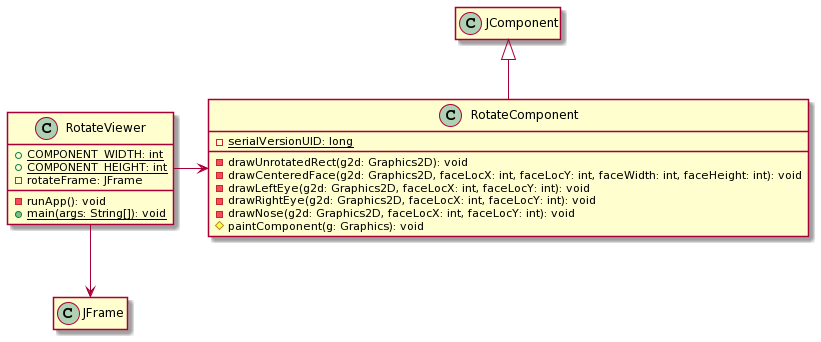 C JComponent
C RotateViewer
COMPONENT_WIDTH: int
COMPONENT_HEIGHT: int
rotateFrame: JFrame
runApp(): void
main(args: String[]): void
C RotateComponent
serialVersionUID: long
drawUnrotatedRect(g2d: Graphics2D): void
drawCenteredFace(g2d: Graphics2D, faceLocX: int, faceLocY: int, faceWidth: int, faceHeight: int): void
drawLeftEye(g2d: Graphics2D, faceLocX: int, faceLocY: int): void
drawRightEye(g2d: Graphics2D, faceLocX: int, faceLocY: int): void
drawNose(g2d: Graphics2D, faceLocX: int, faceLocY: int): void
paintComponent(g: Graphics): void
C JFrame